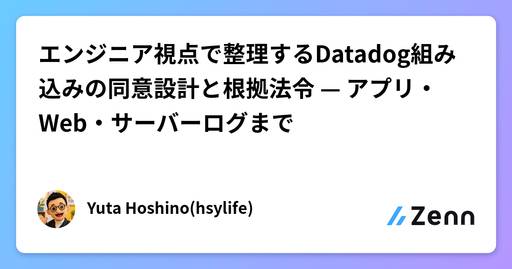 エンジニア視点で整理するDatadog組み
込みの同意設計と根拠法令 — アプリ・
Web・サーバーログまで
Yuta Hoshino(hsylife)
Zenn